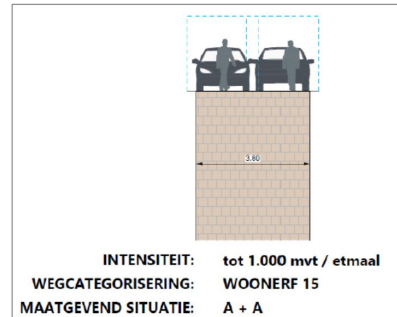 3.80
INTENSITEIT: tot 1.000 mvt / etmaal
WEGCATEGORISERING: WOONERF 15
MAATGEVEND SITUATIE: A + A